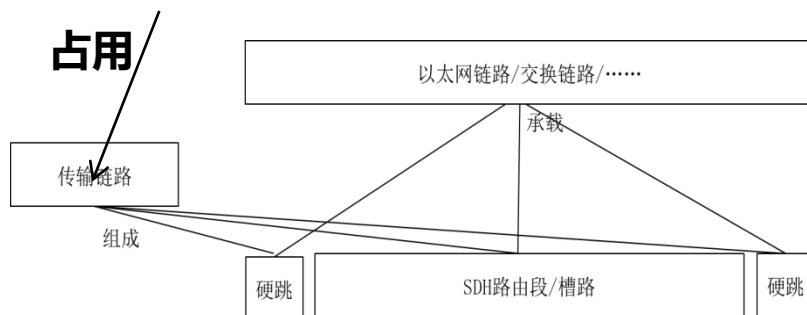 占用
以太网链路/交换链路/……
承载
传输链路
组成
硬跳
SDH路由段/槽路
硬跳